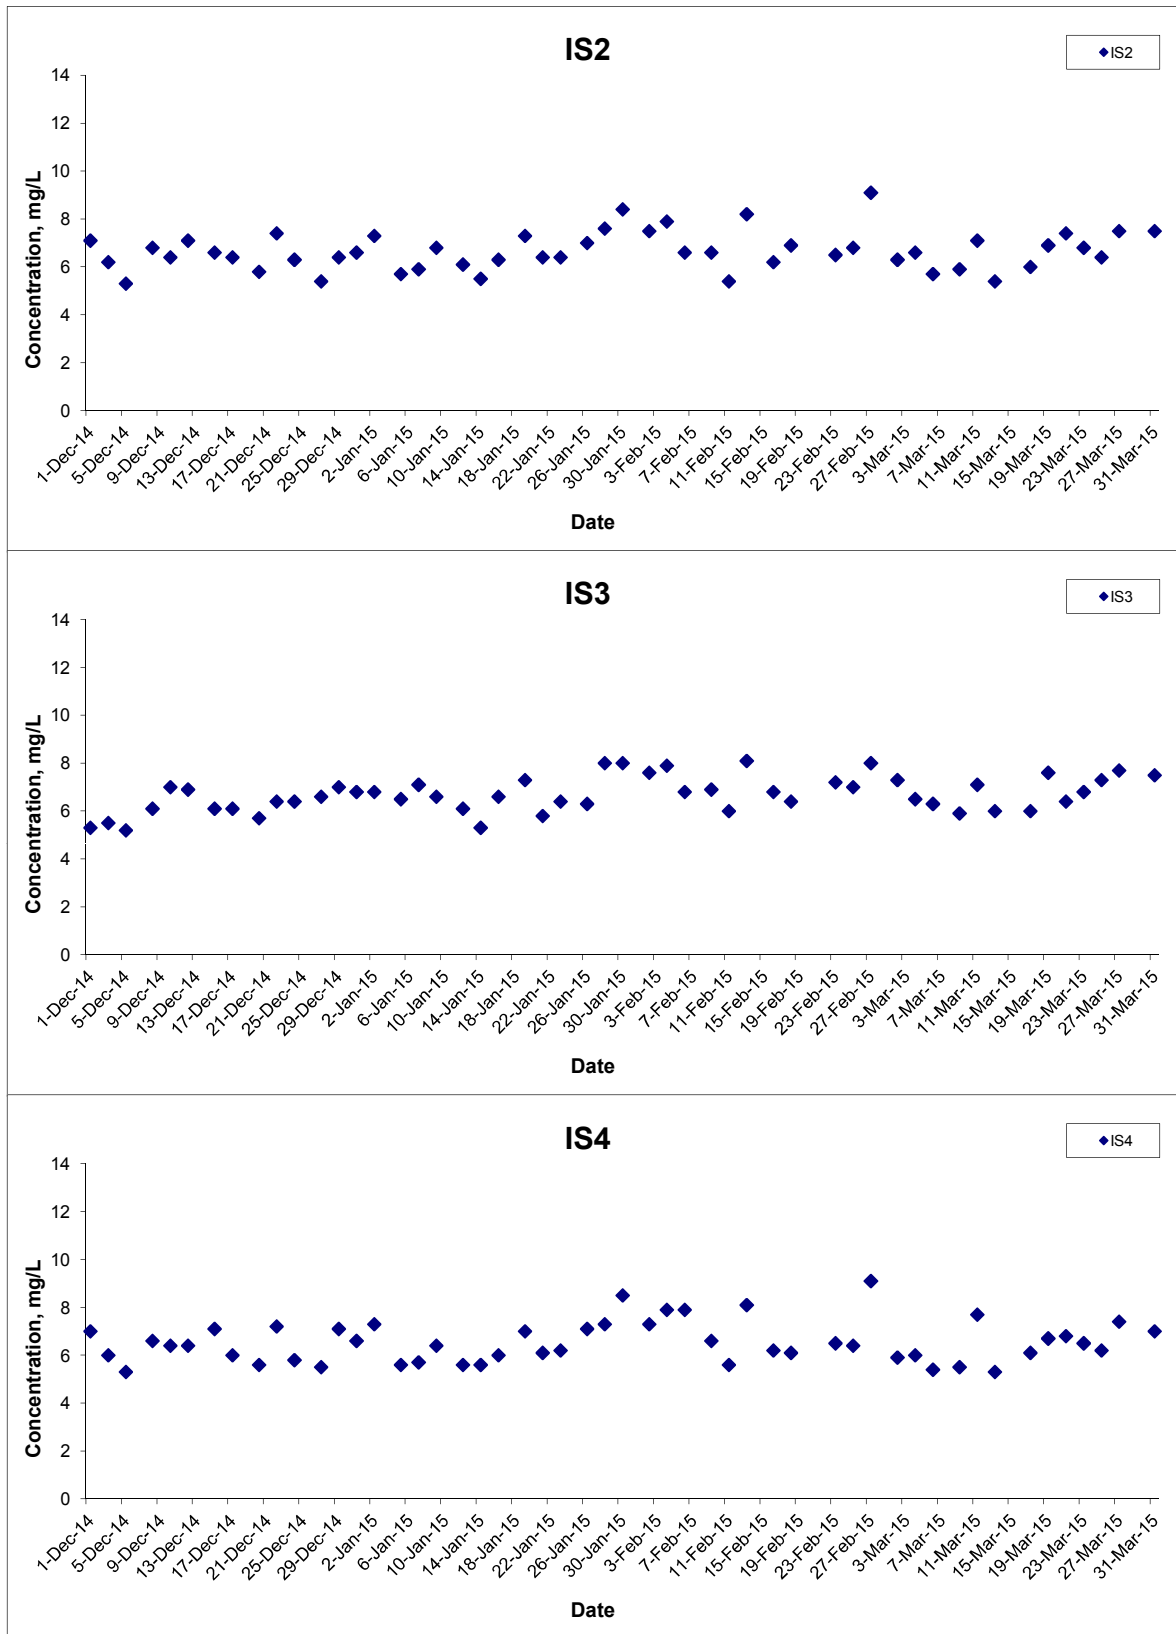 IS2
IS2
Concentration, mg/L
14
12
10
8
6
4
2
0
1-Dec-14
5-Dec-14
9-Dec-14
13-Dec-14
17-Dec-14
21-Dec-14
25-Dec-14
29-Dec-14
2-Jan-15
6-Jan-15
10-Jan-15
14-Jan-15
18-Jan-15
22-Jan-15
26-Jan-15
30-Jan-15
3-Feb-15
7-Feb-15
11-Feb-15
15-Feb-15
19-Feb-15
23-Feb-15
27-Feb-15
3-Mar-15
7-Mar-15
11-Mar-15
15-Mar-15
19-Mar-15
23-Mar-15
27-Mar-15
31-Mar-15
Date
IS3
IS3
Concentration, mg/L
14
12
10
8
6
4
2
0
1-Dec-14
5-Dec-14
9-Dec-14
13-Dec-14
17-Dec-14
21-Dec-14
25-Dec-14
29-Dec-14
2-Jan-15
6-Jan-15
10-Jan-15
14-Jan-15
18-Jan-15
22-Jan-15
26-Jan-15
30-Jan-15
3-Feb-15
7-Feb-15
11-Feb-15
15-Feb-15
19-Feb-15
23-Feb-15
27-Feb-15
3-Mar-15
7-Mar-15
11-Mar-15
15-Mar-15
19-Mar-15
23-Mar-15
27-Mar-15
31-Mar-15
Date
IS4
IS4
Concentration, mg/L
14
12
10
8
6
4
2
0
1-Dec-14
5-Dec-14
9-Dec-14
13-Dec-14
17-Dec-14
21-Dec-14
25-Dec-14
29-Dec-14
2-Jan-15
6-Jan-15
10-Jan-15
14-Jan-15
18-Jan-15
22-Jan-15
26-Jan-15
30-Jan-15
3-Feb-15
7-Feb-15
11-Feb-15
15-Feb-15
19-Feb-15
23-Feb-15
27-Feb-15
3-Mar-15
7-Mar-15
11-Mar-15
15-Mar-15
19-Mar-15
23-Mar-15
27-Mar-15
31-Mar-15
Date